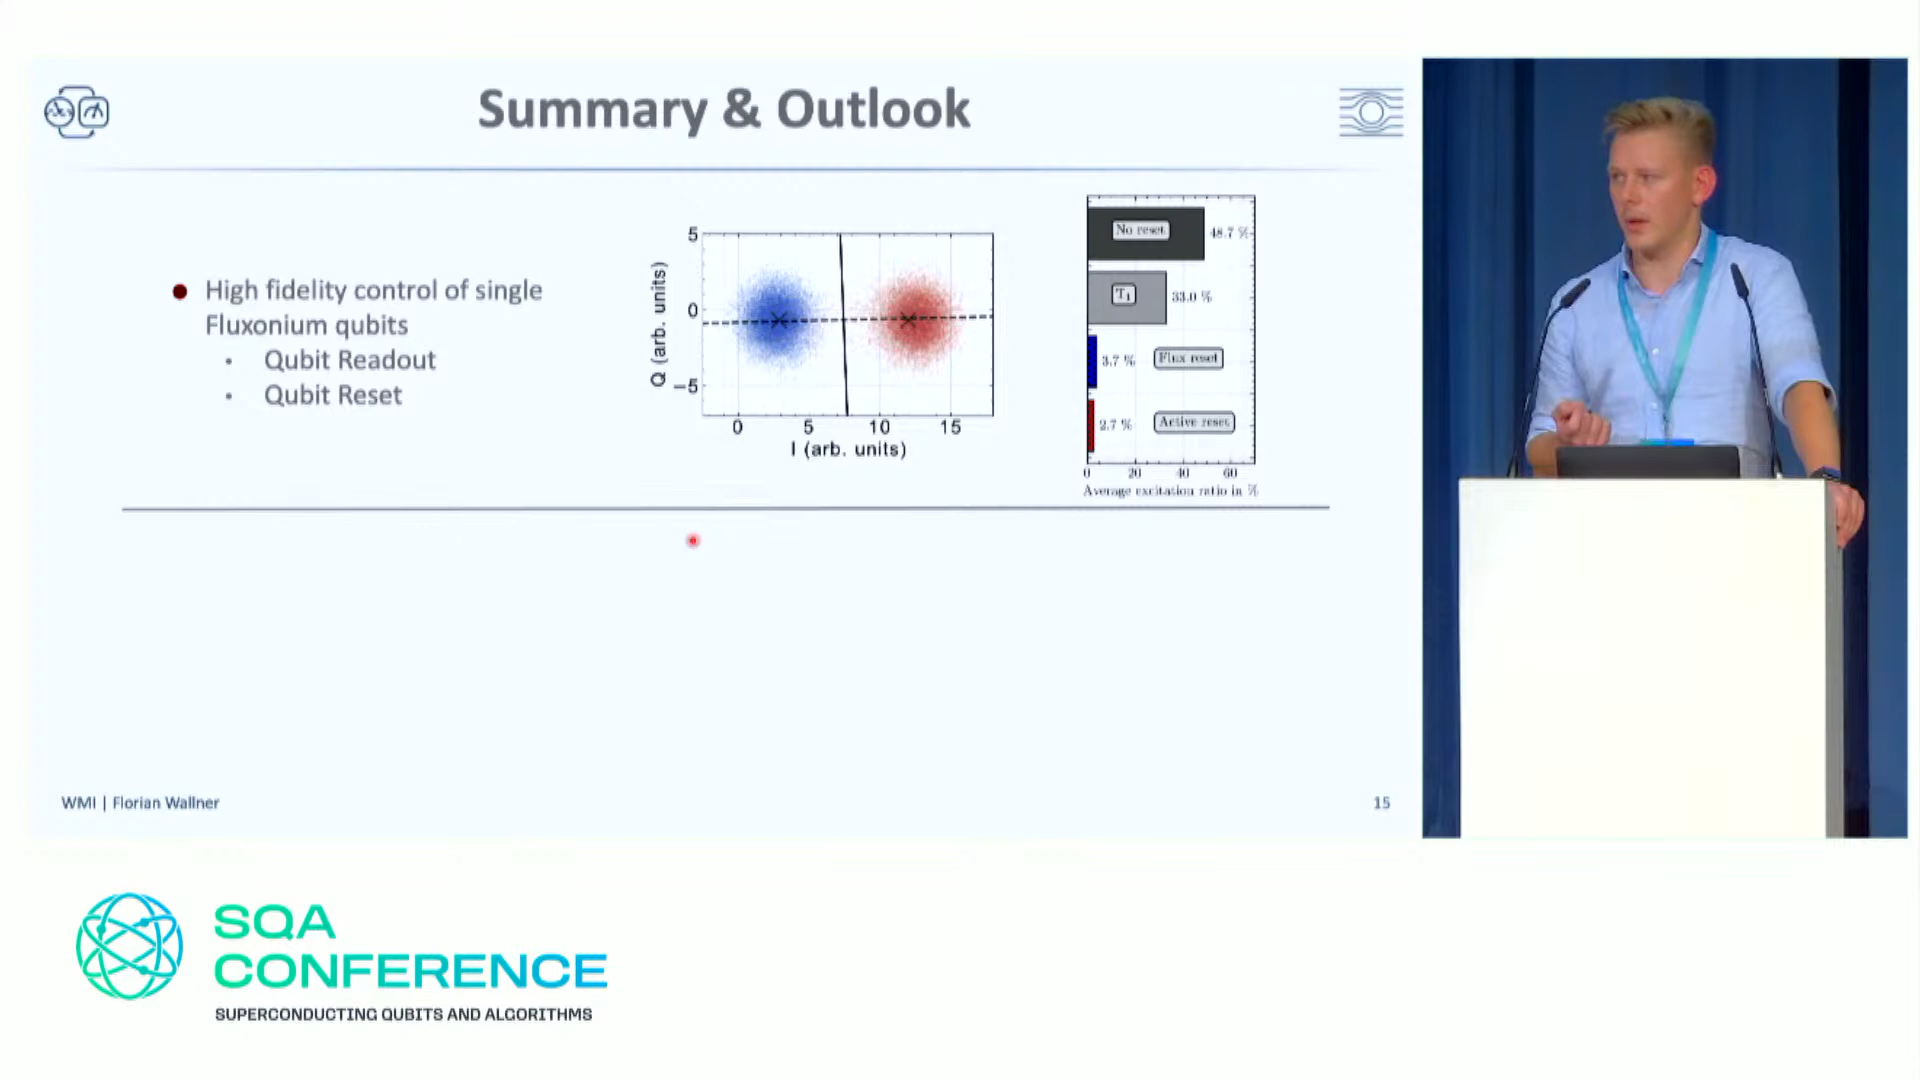 Summary & Outlook
High fidelity control of single
Fluxonium qubits
Qubit Readout
Qubit Reset
5
0
−5
Q (arb. units)
0 5 10 15
I (arb. units)
No reset 48.7 %
T1 33.0 %
3.7 % Flux reset
2.7 % Active reset
0 20 40 60
Average excitation ratio in %
WMI | Florian Wallner
15
SQA
CONFERENCE
SUPERCONDUCTING QUBITS AND ALGORITHMS